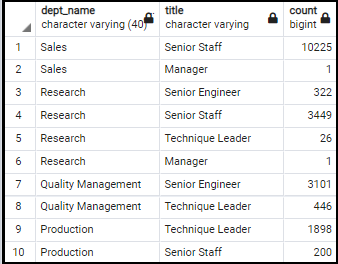 dept_name title count
character varying (40) character varying bigint
1 Sales Senior Staff 10225
2 Sales Manager 1
3 Research Senior Engineer 322
4 Research Senior Staff 3449
5 Research Technique Leader 26
6 Research Manager 1
7 Quality Management Senior Engineer 3101
8 Quality Management Technique Leader 446
9 Production Technique Leader 1898
10 Production Senior Staff 200